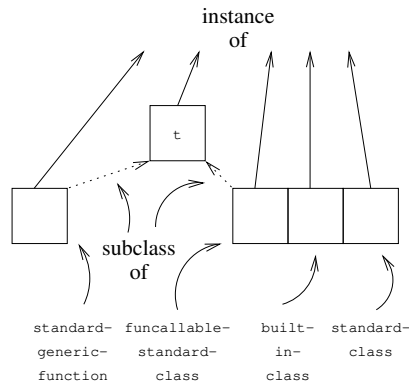 instance
of
t
subclass
of
standard-
generic-
function
funcallable-
standard-
class
built-
in-
class
standard-
class